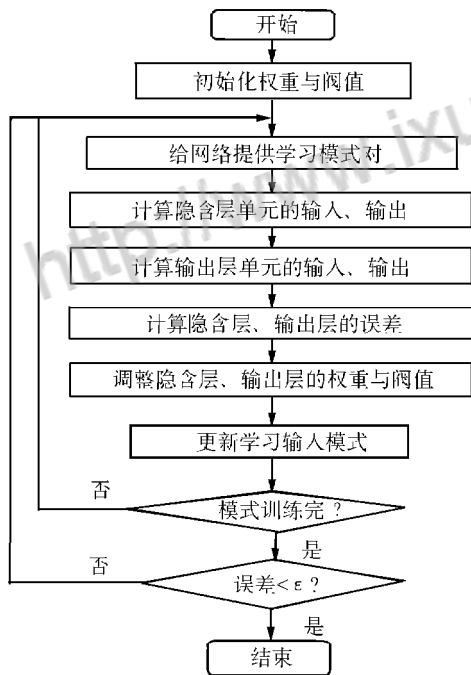 开始
初始化权重与阀值
给网络提供学习模式对
计算隐含层单元的输入、输出
计算输出层单元的输入、输出
计算隐含层、输出层的误差
调整隐含层、输出层的权重与阀值
更新学习输入模式
否
模式训练完？
是
否
误差<ε？
是
结束
http://www.ixu